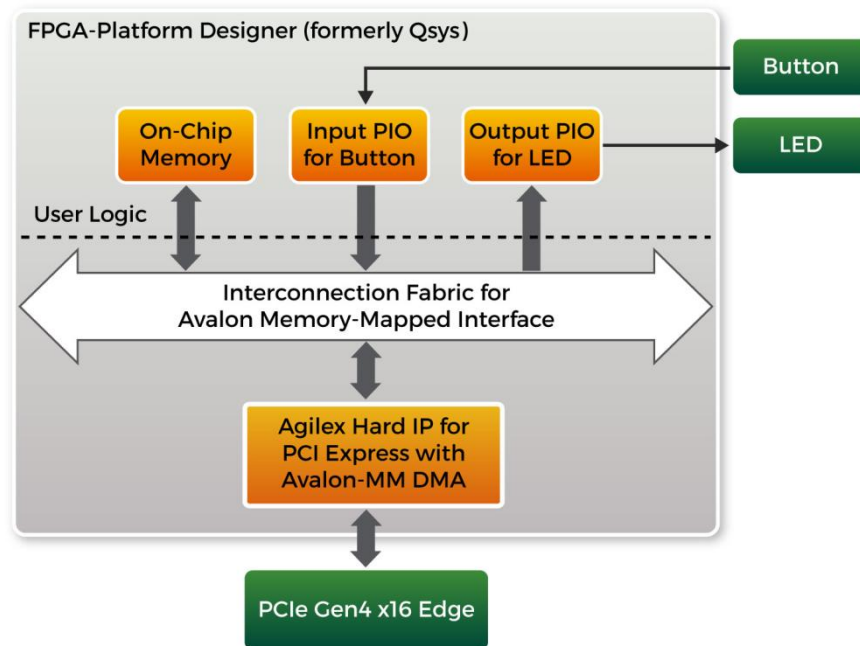 FPGA-Platform Designer (formerly Qsys)
Button
LED
On-Chip
Memory
Input PIO
for Button
Output PIO
for LED
User Logic
Interconnection Fabric for
Avalon Memory-Mapped Interface
Agilex Hard IP for
PCI Express with
Avalon-MM DMA
PCIe Gen4 x16 Edge